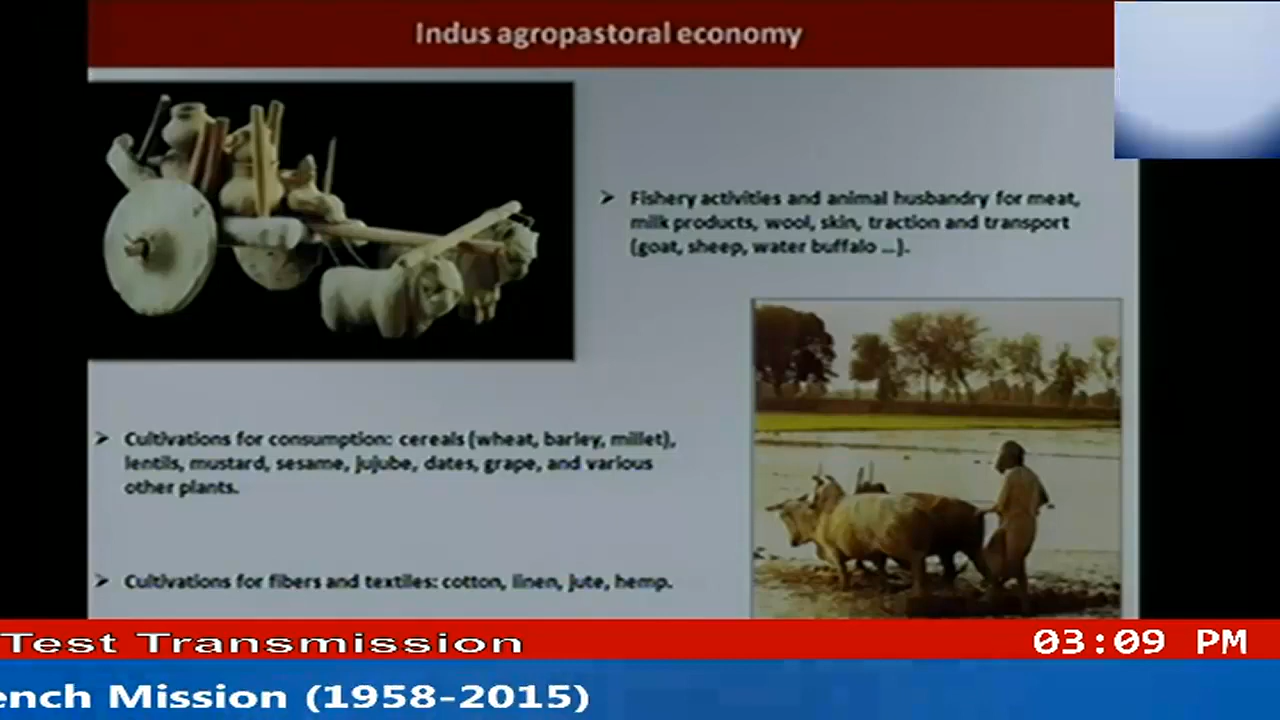 Indus agropastoral economy
➢ Fishery activities and animal husbandry for meat,
milk products, wool, skin, traction and transport
(goat, sheep, water buffalo ...).
➢ Cultivations for consumption: cereals (wheat, barley, millet),
lentils, mustard, sesame, jujube, dates, grape, and various
other plants.
➢ Cultivations for fibers and textiles: cotton, linen, jute, hemp.
Test Transmission
03:09 PM
ench Mission (1958-2015)